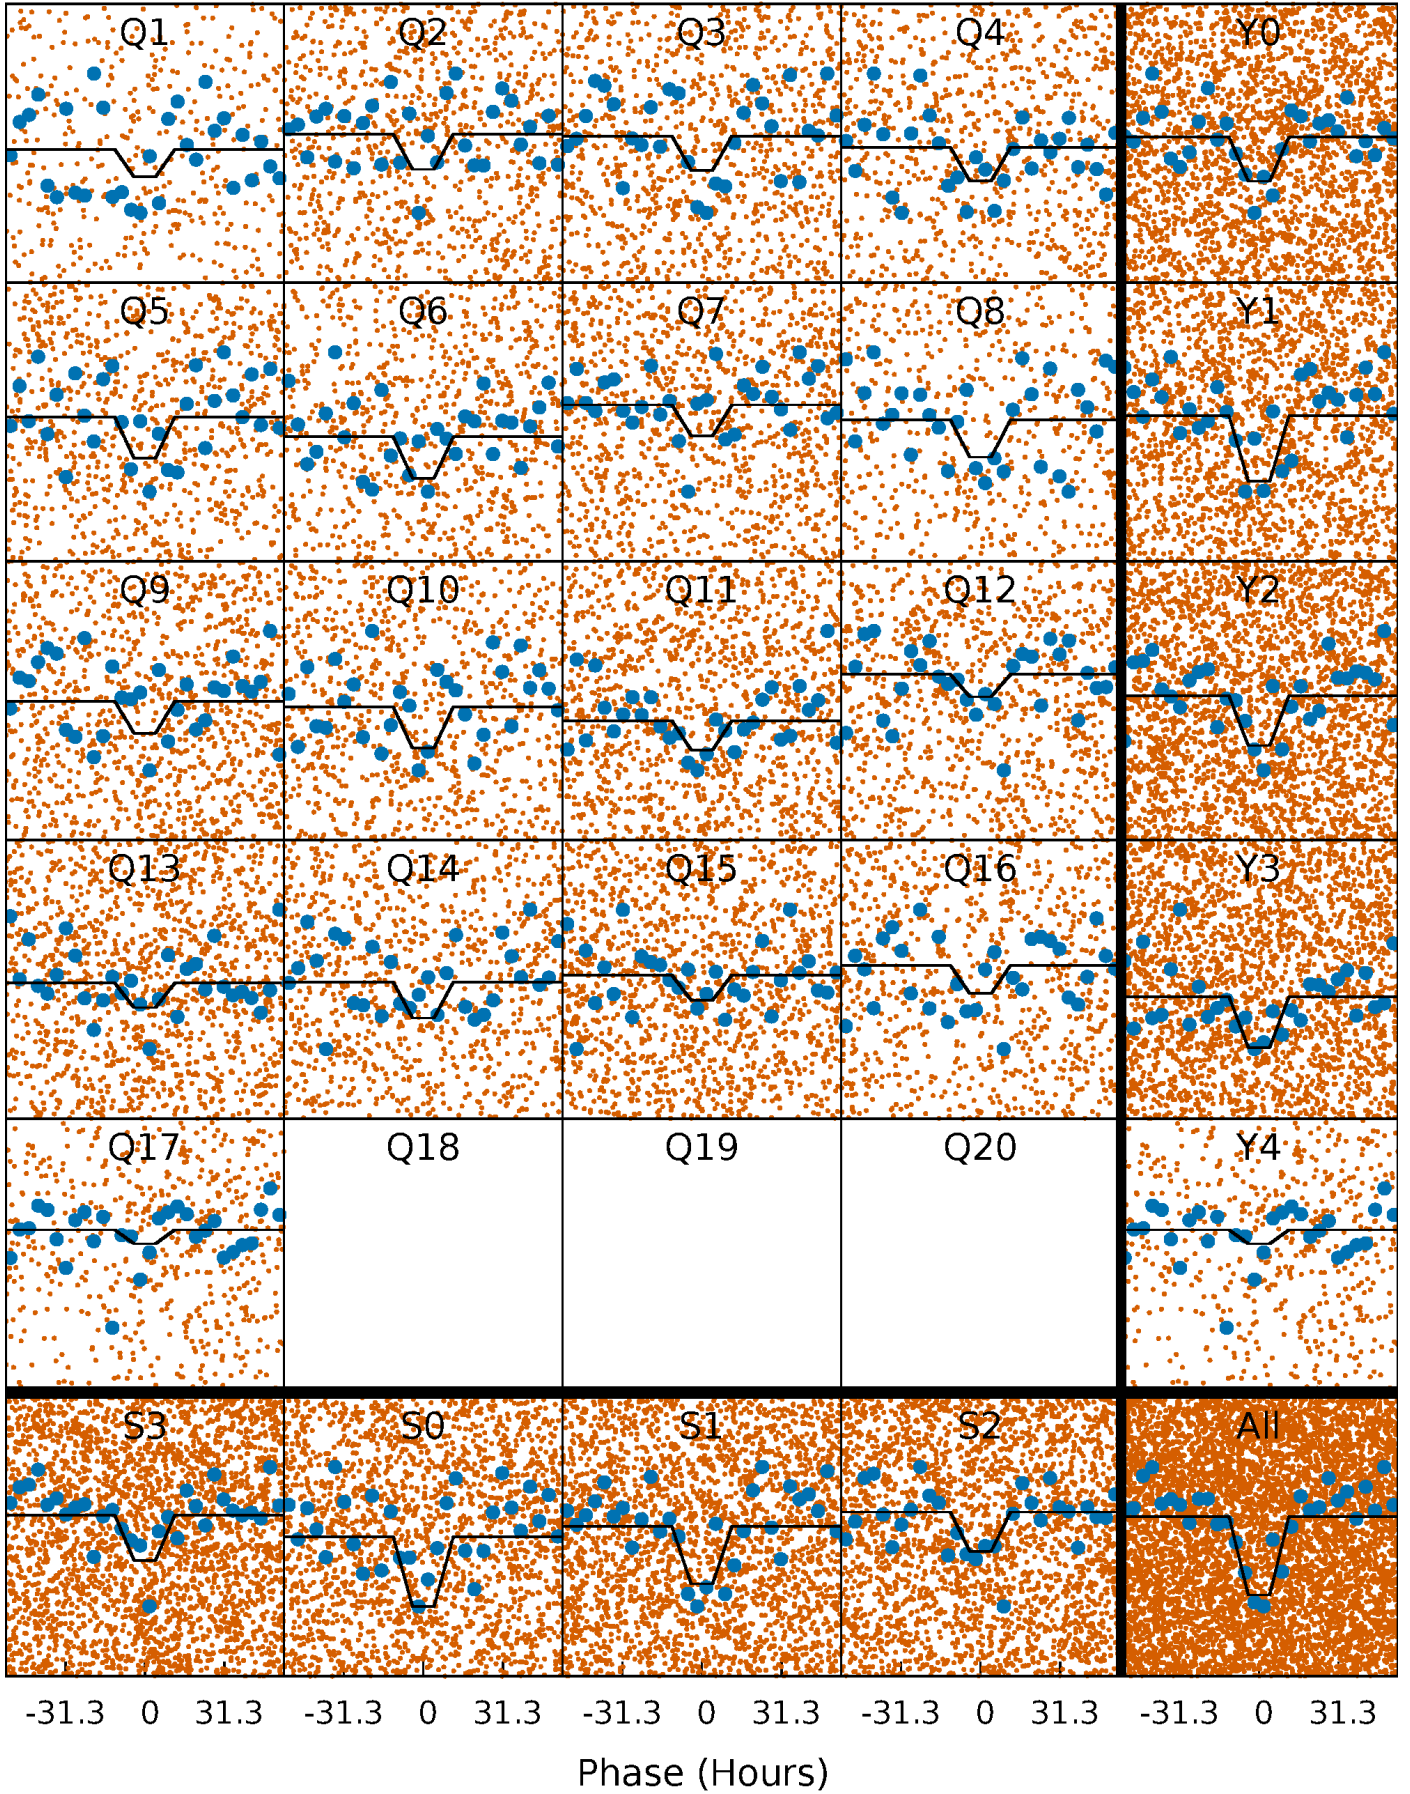 Q1 Q2 Q3 Q4 Y0
Q5 Q6 Q7 Q8 Y1
Q9 Q10 Q11 Q12 Y2
Q13 Q14 Q15 Q16 Y3
Q17 Q18 Q19 Q20 Y4
S3 S0 S1 S2 All
-31.3 0 31.3 -31.3 0 31.3 -31.3 0 31.3 -31.3 0 31.3 -31.3 0 31.3
Phase (Hours)